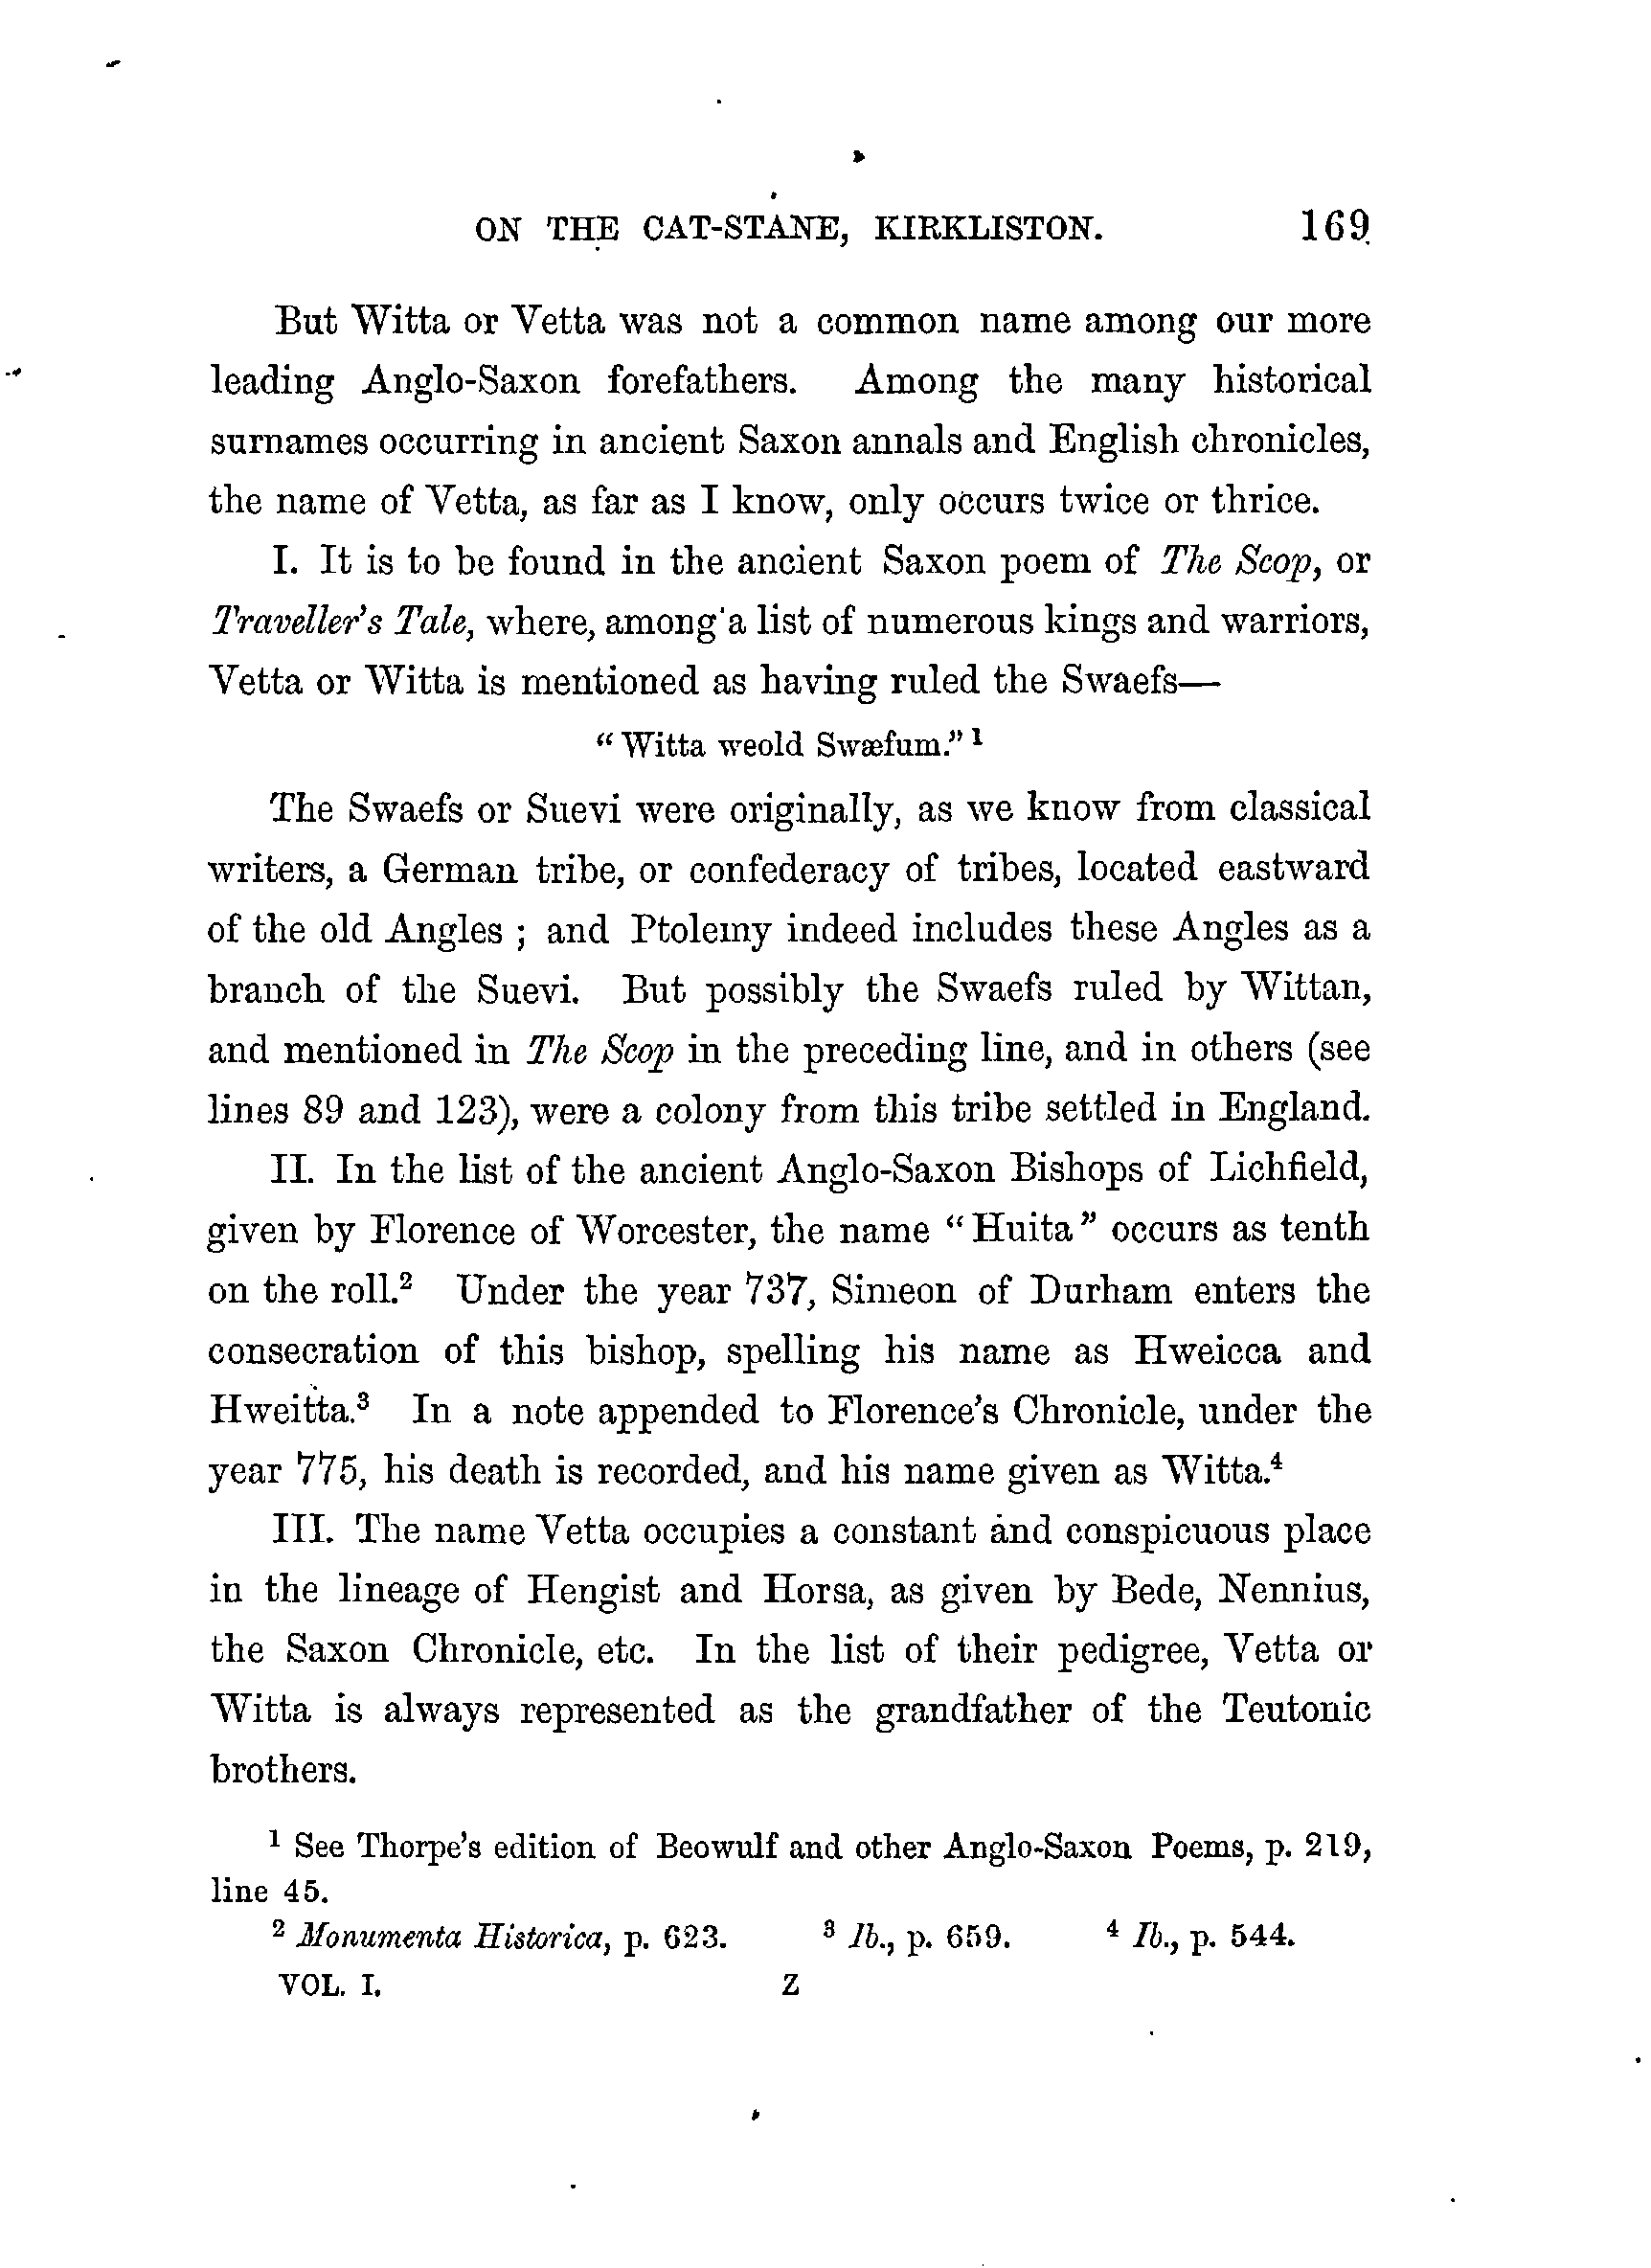 ON THE CAT-STANE, KIRKLISTON. 169
But Witta or Vetta was not a common name among our more
leading Anglo-Saxon forefathers. Among the many historical
surnames occurring in ancient Saxon annals and English chronicles,
the name of Vetta, as far as I know, only occurs twice or thrice.
I. It is to be found in the ancient Saxon poem of The Scop, or
Traveller's Tale, where, among a list of numerous kings and warriors,
Vetta or Witta is mentioned as having ruled the Swaefs—
"Witta weold Swæfum." 1
The Swaefs or Suevi were originally, as we know from classical
writers, a German tribe, or confederacy of tribes, located eastward
of the old Angles ; and Ptolemy indeed includes these Angles as a
branch of the Suevi. But possibly the Swaefs ruled by Wittan,
and mentioned in The Scop in the preceding line, and in others (see
lines 89 and 123), were a colony from this tribe settled in England.
II. In the list of the ancient Anglo-Saxon Bishops of Lichfield,
given by Florence of Worcester, the name "Huita" occurs as tenth
on the roll.2 Under the year 737, Simeon of Durham enters the
consecration of this bishop, spelling his name as Hweicca and
Hweitta.3 In a note appended to Florence's Chronicle, under the
year 775, his death is recorded, and his name given as Witta.4
III. The name Vetta occupies a constant and conspicuous place
in the lineage of Hengist and Horsa, as given by Bede, Nennius,
the Saxon Chronicle, etc. In the list of their pedigree, Vetta or
Witta is always represented as the grandfather of the Teutonic
brothers.
1 See Thorpe's edition of Beowulf and other Anglo-Saxon Poems, p. 219,
line 45.
2 Monumenta Historica, p. 623. 3 Ib., p. 659. 4 Ib., p. 544.
VOL. I. Z